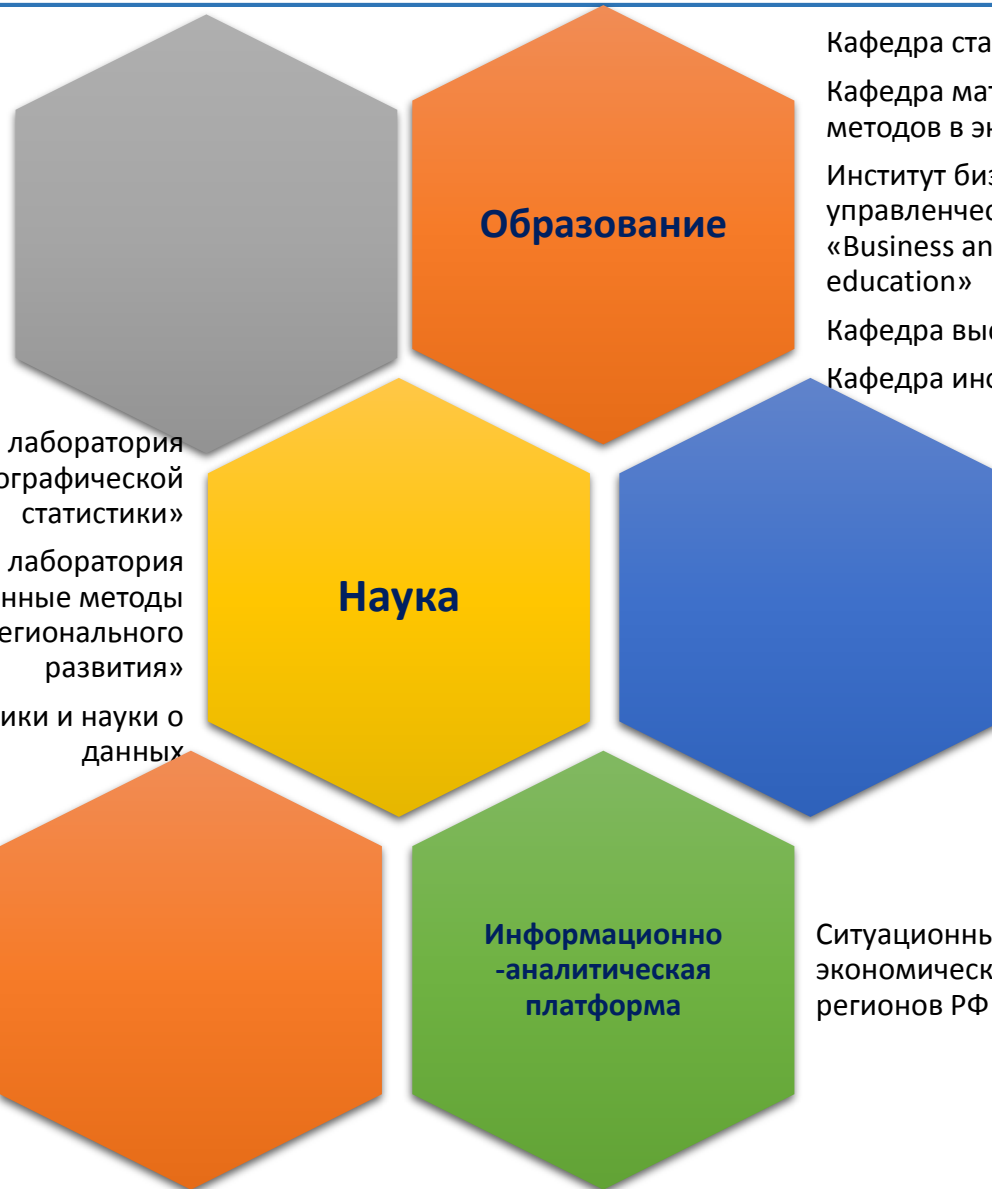 Образование
Кафедра ста
Кафедра мат
методов в эк
Институт биз
управленчес
«Business an
education»
Кафедра выс
Кафедра инс
лаборатория
ографической
статистики»
лаборатория
нные методы
егионального
развития»
ики и науки о
данных
Наука
Информационно
-аналитическая
платформа
Ситуационны
экономическ
регионов РФ